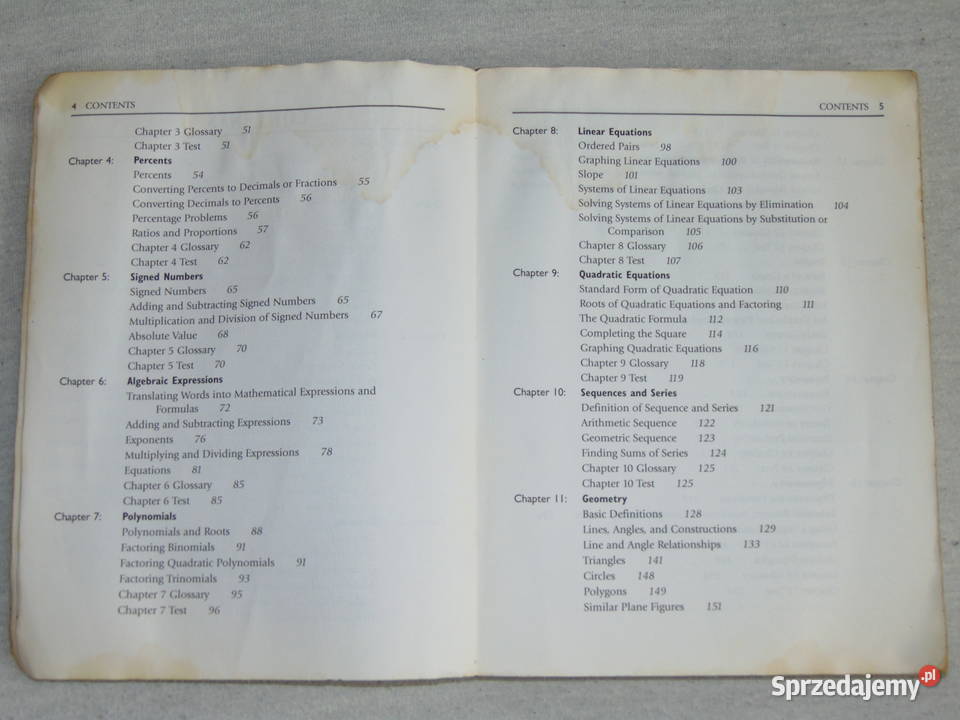 4 CONTENTS
Chapter 3 Glossary 51
Chapter 3 Test 51
Chapter 4: Percents
Percents 54
Converting Percents to Decimals or Fractions 55
Converting Decimals to Percents 56
Percentage Problems 56
Ratios and Proportions 57
Chapter 4 Glossary 62
Chapter 4 Test 62
Chapter 5: Signed Numbers
Signed Numbers 65
Adding and Subtracting Signed Numbers 65
Multiplication and Division of Signed Numbers 67
Absolute Value 68
Chapter 5 Glossary 70
Chapter 5 Test 70
Chapter 6: Algebraic Expressions
Translating Words into Mathematical Expressions and
Formulas 72
Adding and Subtracting Expressions 73
Exponents 76
Multiplying and Dividing Expressions 78
Equations 81
Chapter 6 Glossary 85
Chapter 6 Test 85
Chapter 7: Polynomials
Polynomials and Roots 88
Factoring Binomials 91
Factoring Quadratic Polynomials 91
Factoring Trinomials 93
Chapter 7 Glossary 95
Chapter 7 Test 96
CONTENTS 5
Chapter 8: Linear Equations
Ordered Pairs 98
Graphing Linear Equations 100
Slope 101
Systems of Linear Equations 103
Solving Systems of Linear Equations by Elimination 104
Solving Systems of Linear Equations by Substitution or
Comparison 105
Chapter 8 Glossary 106
Chapter 8 Test 107
Chapter 9: Quadratic Equations
Standard Form of Quadratic Equation 110
Roots of Quadratic Equations and Factoring 111
The Quadratic Formula 112
Completing the Square 114
Graphing Quadratic Equations 116
Chapter 9 Glossary 118
Chapter 9 Test 119
Chapter 10: Sequences and Series
Definition of Sequence and Series 121
Arithmetic Sequence 122
Geometric Sequence 123
Finding Sums of Series 124
Chapter 10 Glossary 125
Chapter 10 Test 125
Chapter 11: Geometry
Basic Definitions 128
Lines, Angles, and Constructions 129
Line and Angle Relationships 133
Triangles 141
Circles 148
Polygons 149
Similar Plane Figures 151
Sprzedajemy.pl